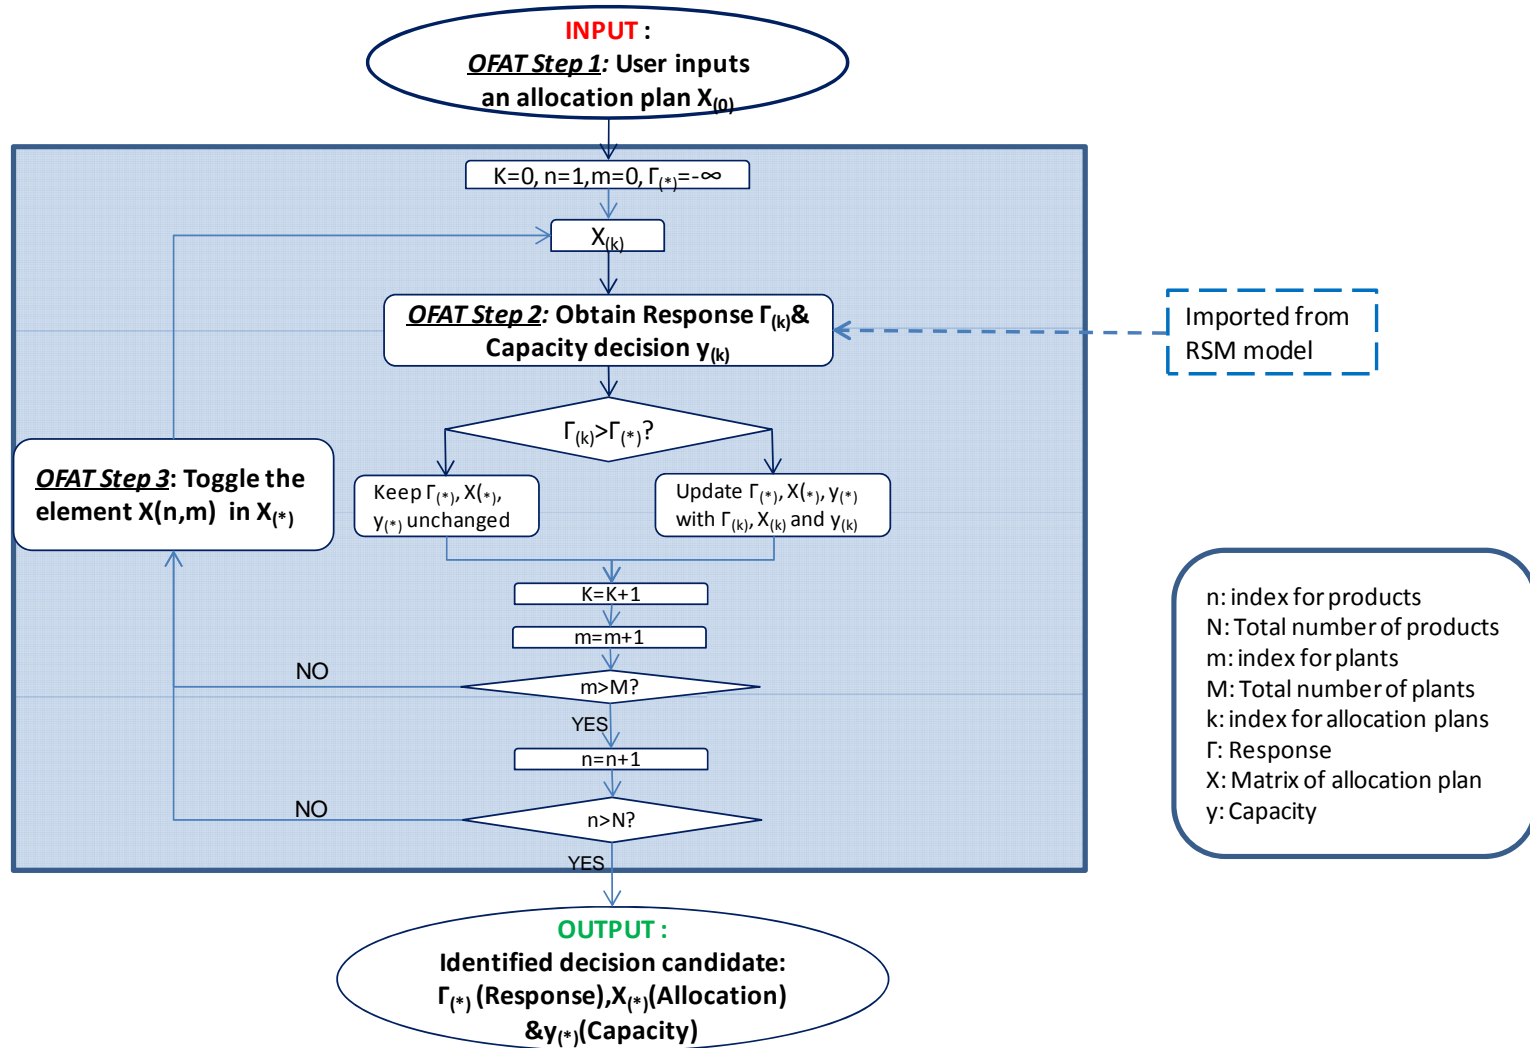 INPUT :
OFAT Step 1: User inputs
an allocation plan X(0)
K=0, n=1,m=0, Γ(*)=-∞
X(k)
OFAT Step 2: Obtain Response Γ(k)&
Capacity decision y(k)
Imported from
RSM model
Γ(k)>Γ(*)?
OFAT Step 3: Toggle the
element X(n,m) in X(*)
Keep Γ(*), X(*),
y(*) unchanged
Update Γ(*), X(*), y(*)
with Γ(k), X(k) and y(k)
K=K+1
m=m+1
NO
m>M?
YES
n=n+1
NO
n>N?
YES
n: index for products
N: Total number of products
m: index for plants
M: Total number of plants
k: index for allocation plans
Γ: Response
X: Matrix of allocation plan
y: Capacity
OUTPUT :
Identified decision candidate:
Γ(*) (Response),X(*)(Allocation)
&y(*)(Capacity)